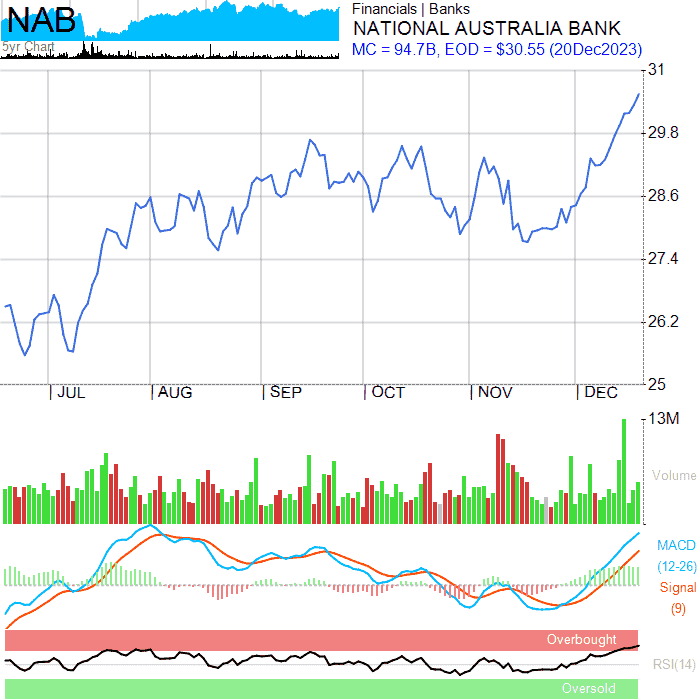 NAB
5yr Chart
Financials | Banks
NATIONAL AUSTRALIA BANK
MC = 94.7B, EOD = $30.55 (20Dec2023)
31
29.8
28.6
27.4
26.2
25
JUL AUG SEP OCT NOV DEC
13M
Volume
MACD
(12-26)
Signal
(9)
Overbought
RSI(14)
Oversold